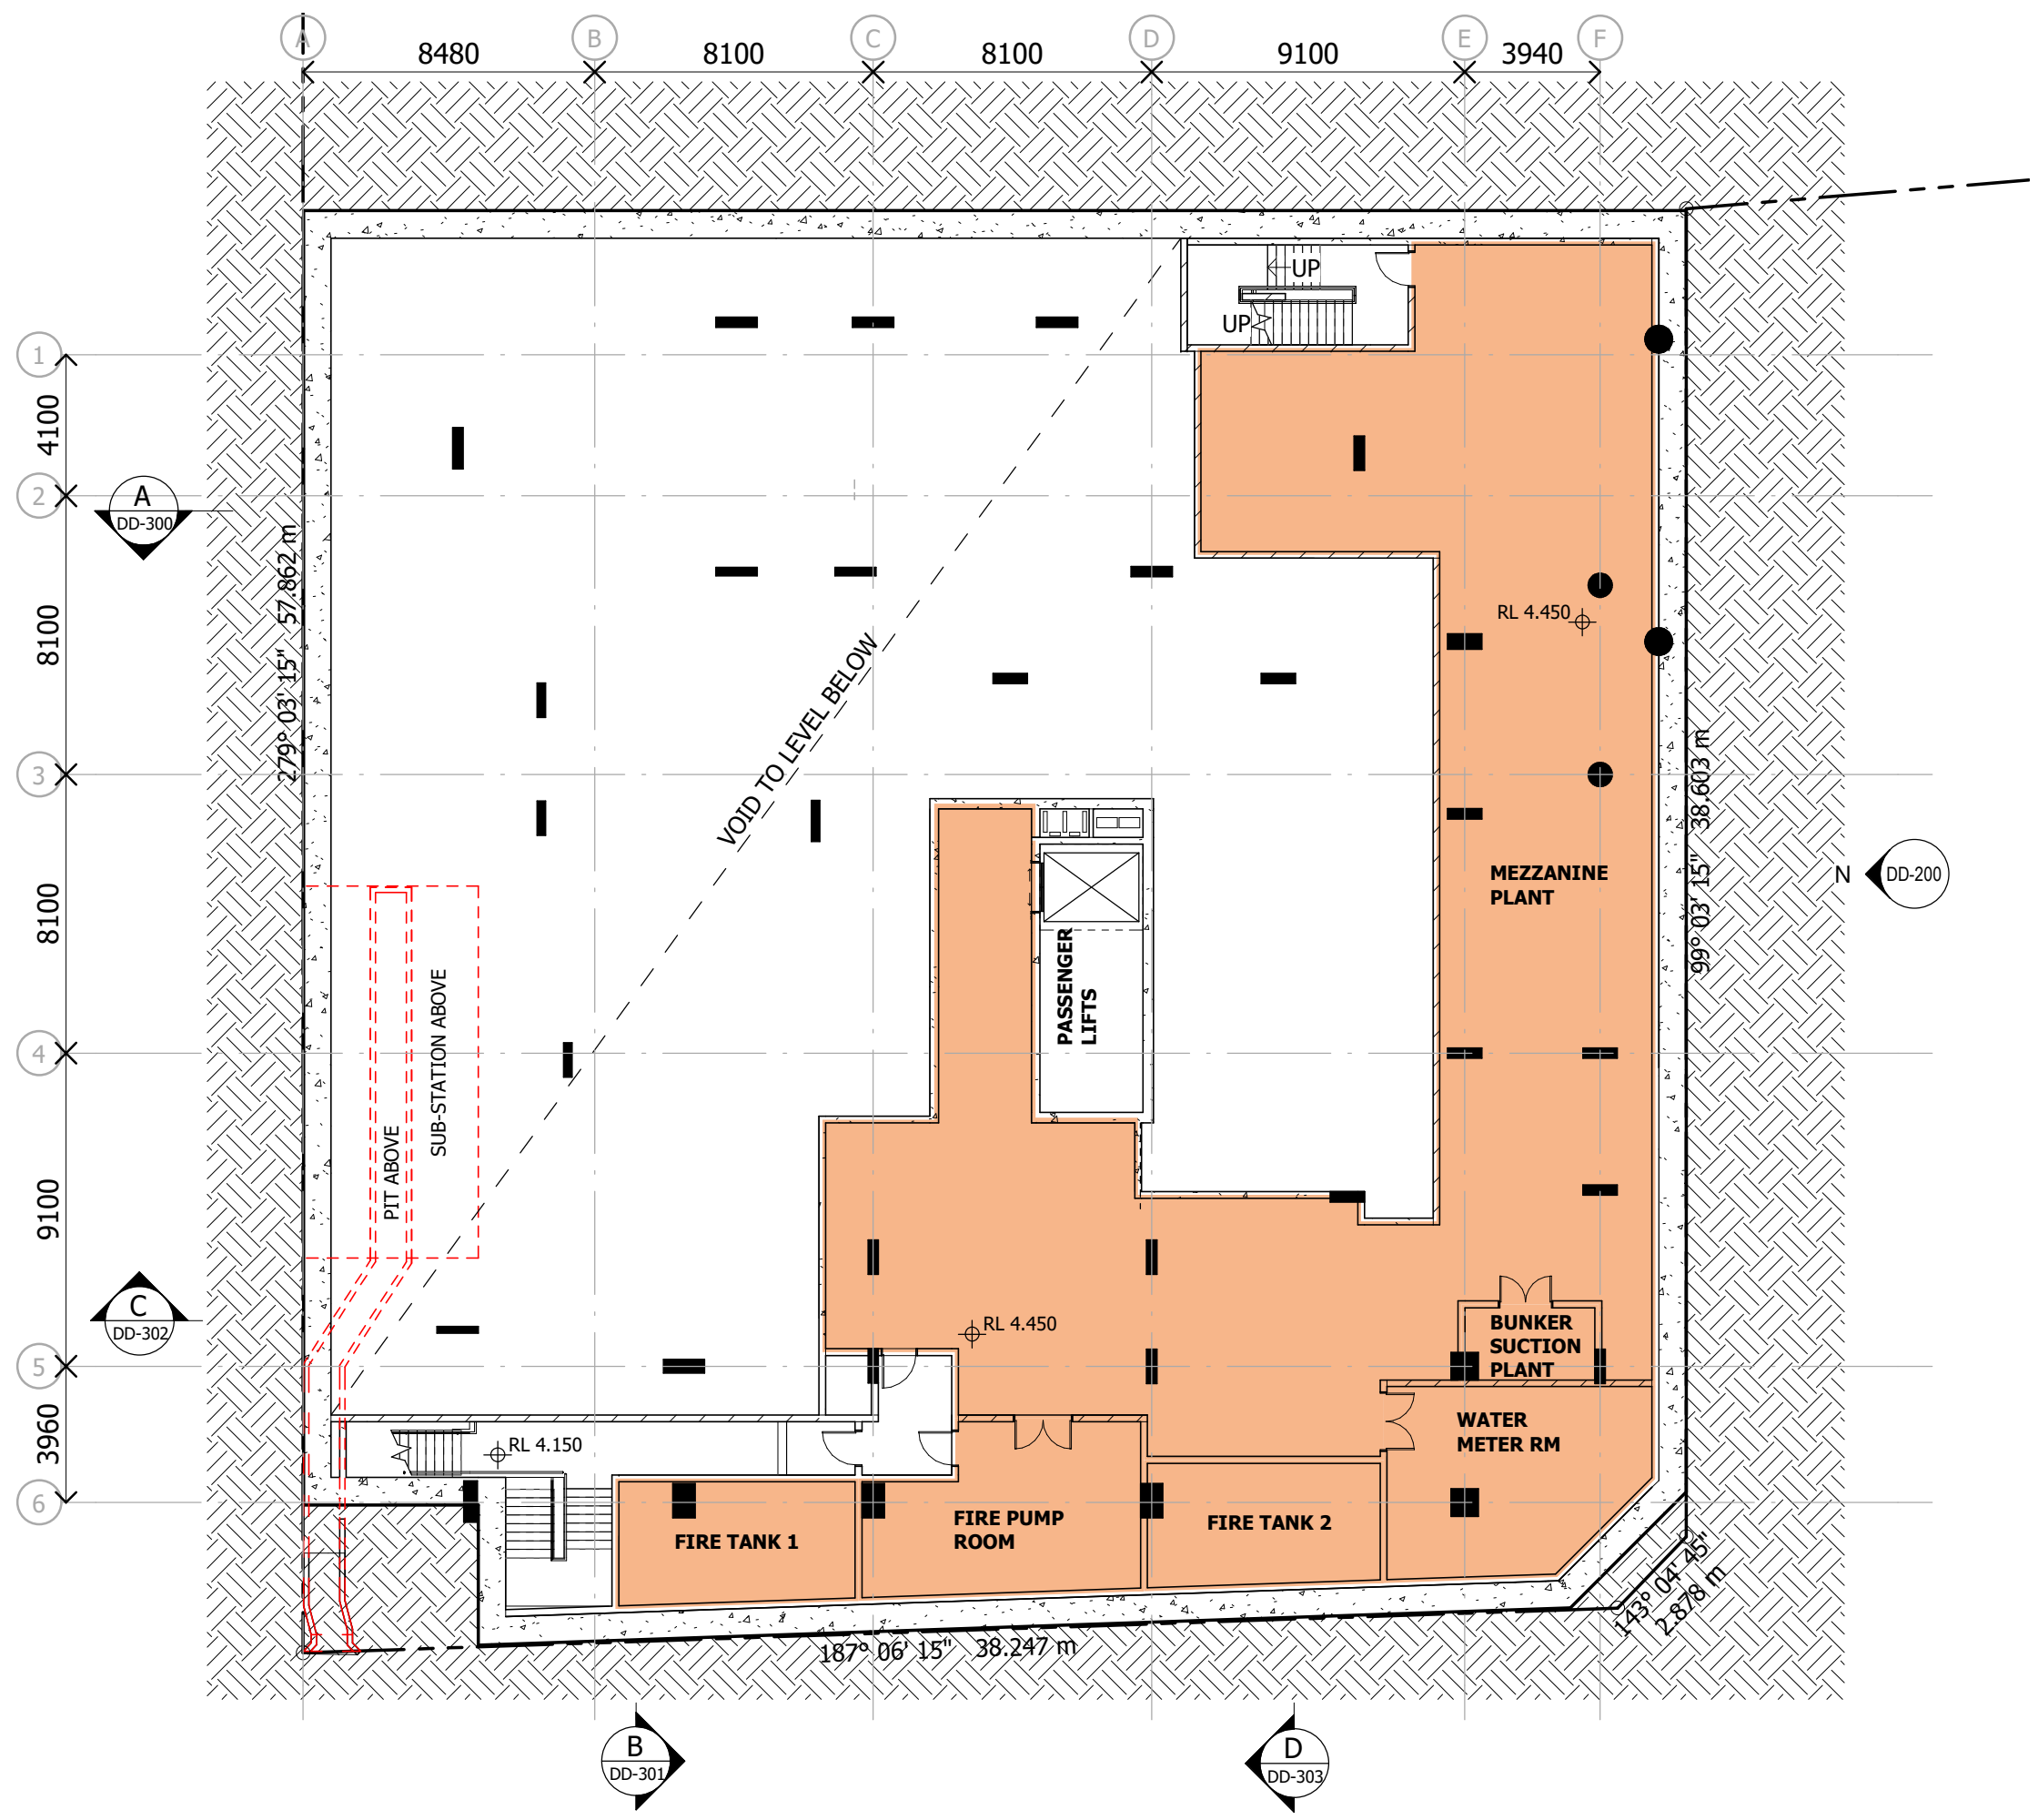 A
B
C
D
E
F
8480
8100
8100
9100
3940
UP
UP
1
4100
2
A
DD-300
279° 03' 15" 57.862 m
8100
RL 4.450
VOID TO LEVEL BELOW
3
99° 03' 15" 38.603 m
MEZZANINE
PLANT
N
DD-200
8100
PASSENGER
LIFTS
SUB-STATION ABOVE
PIT ABOVE
4
9100
C
DD-302
RL 4.450
BUNKER
SUCTION
PLANT
5
3960
WATER
METER RM
RL 4.150
6
FIRE TANK 1
FIRE PUMP
ROOM
FIRE TANK 2
143° 04' 45"
2.878 m
187° 06' 15" 38.247 m
B
DD-301
D
DD-303